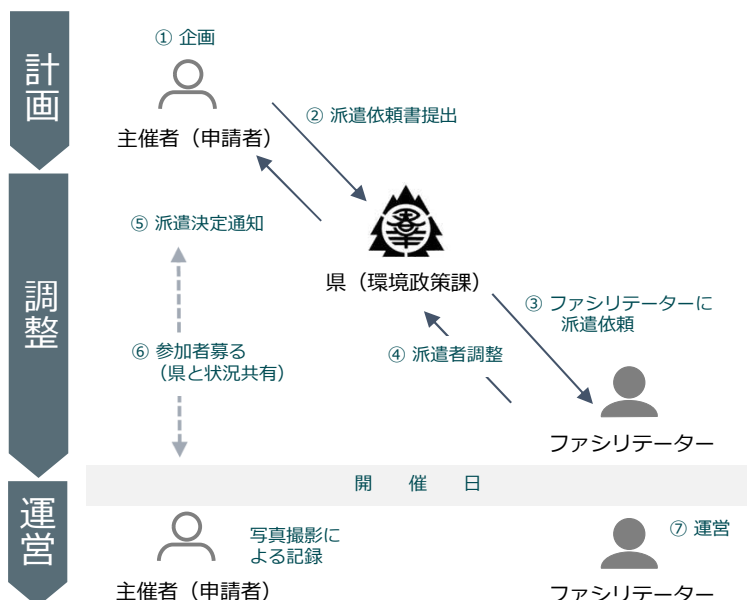 計画
① 企画
主催者（申請者）
② 派遣依頼書提出
調整
⑤ 派遣決定通知
県（環境政策課）
③ ファシリテーターに
派遣依頼
④ 派遣者調整
⑥ 参加者募る
（県と状況共有）
ファシリテーター
開 催 日
運営
写真撮影に
よる記録
主催者（申請者）
⑦ 運営
ファシリテーター